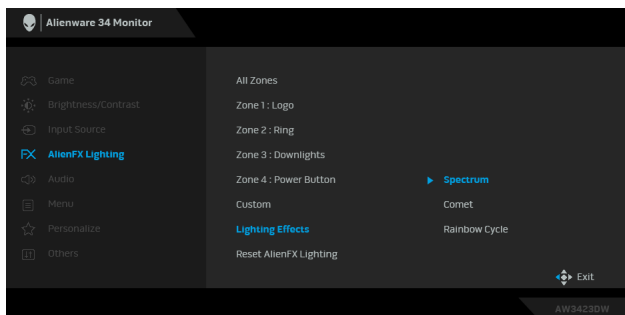 Alienware 34 Monitor
Game
Brightness/Contrast
Input Source
FX AlienFX Lighting
Audio
Menu
Personalize
Others
All Zones
Zone 1 : Logo
Zone 2 : Ring
Zone 3 : Downlights
Zone 4 : Power Button
Custom
Lighting Effects
Reset AlienFX Lighting
Spectrum
Comet
Rainbow Cycle
Exit
AW3423DW